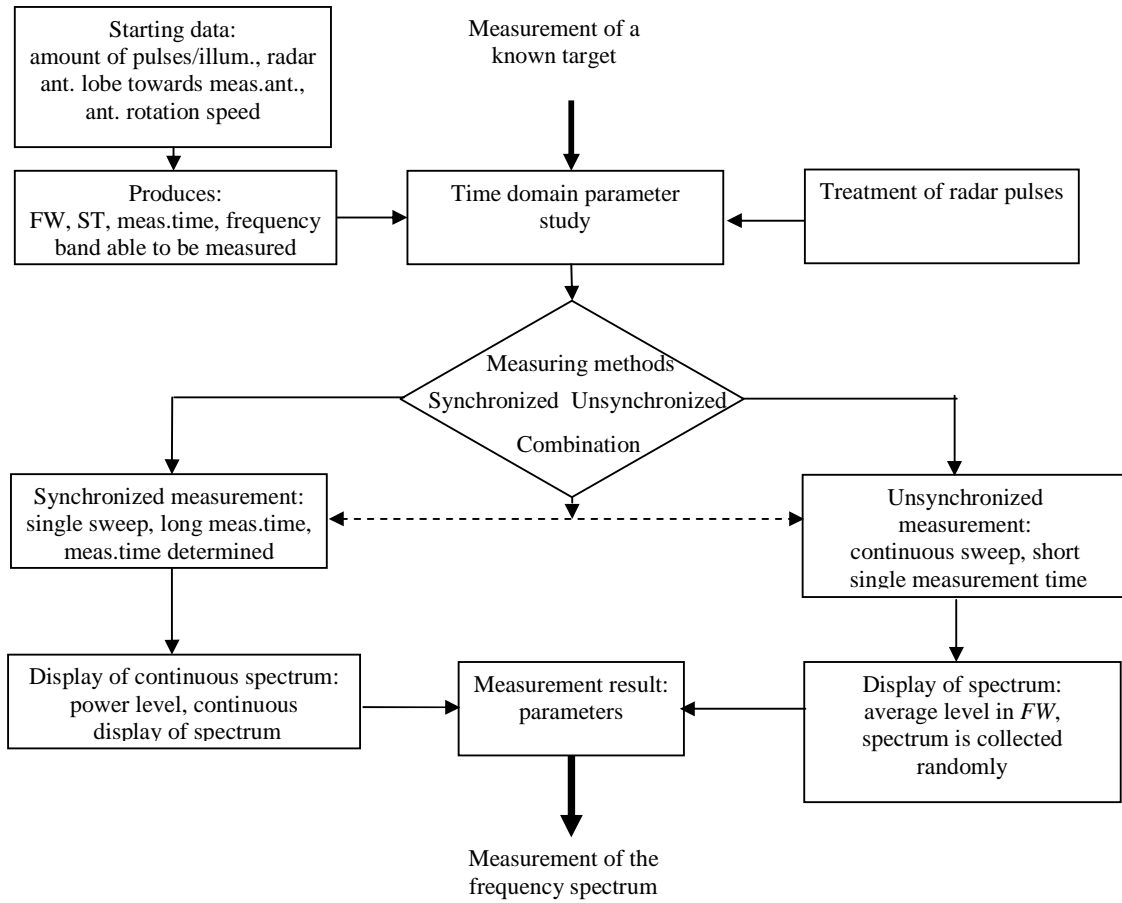 Starting data:
amount of pulses/illum., radar
ant. lobe towards meas.ant.,
ant. rotation speed
Measurement of a
known target
Produces:
FW, ST, meas.time, frequency
band able to be measured
Time domain parameter
study
Treatment of radar pulses
Measuring methods
Synchronized Unsynchronized
Combination
Synchronized measurement:
single sweep, long meas.time,
meas.time determined
Unsynchronized
measurement:
continuous sweep, short
single measurement time
Display of continuous spectrum:
power level, continuous
display of spectrum
Measurement result:
parameters
Display of spectrum:
average level in FW,
spectrum is collected
randomly
Measurement of the
frequency spectrum